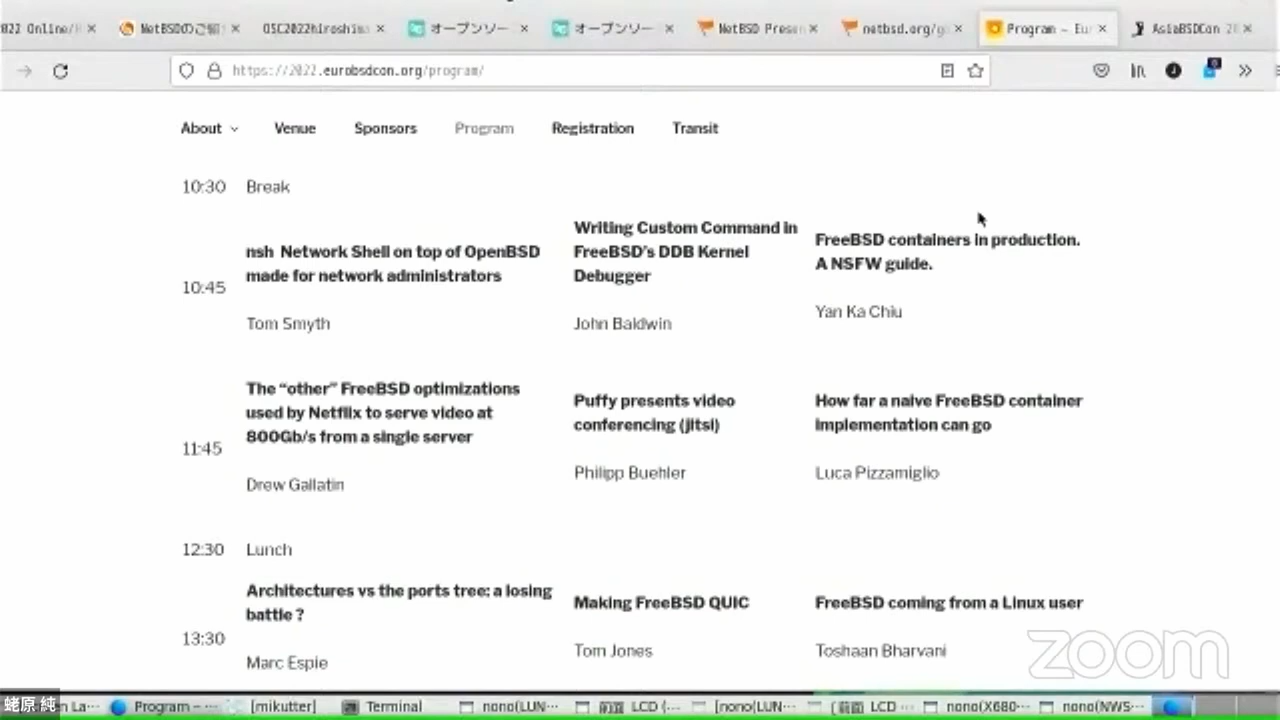 2022 Online/H
NetBSDのご紹
OSC2022hiroshima
オープンソー
オープンソー
NetBSD Presen
netbsd.org/g
Program – Eur
AsiaBSDCon 20
https://2022.eurobsdcon.org/program/
About
Venue
Sponsors
Program
Registration
Transit
10:30 Break
10:45
nsh Network Shell on top of OpenBSD
made for network administrators
Tom Smyth
Writing Custom Command in
FreeBSD’s DDB Kernel
Debugger
John Baldwin
FreeBSD containers in production.
A NSFW guide.
Yan Ka Chiu
11:45
The “other” FreeBSD optimizations
used by Netflix to serve video at
800Gb/s from a single server
Drew Gallatin
Puffy presents video
conferencing (jitsi)
Philipp Buehler
How far a naive FreeBSD container
implementation can go
Luca Pizzamiglio
12:30 Lunch
13:30
Architectures vs the ports tree: a losing
battle ?
Marc Espie
Making FreeBSD QUIC
Tom Jones
FreeBSD coming from a Linux user
Toshaan Bharvani
zoom
蛯原 純
n La···
Program – ···
[mikutter]
Terminal
nono(LUN···
前面 LCD (···
[nono(LUN···
[前面 LCD ···
nono(X680···
nono(NWS···